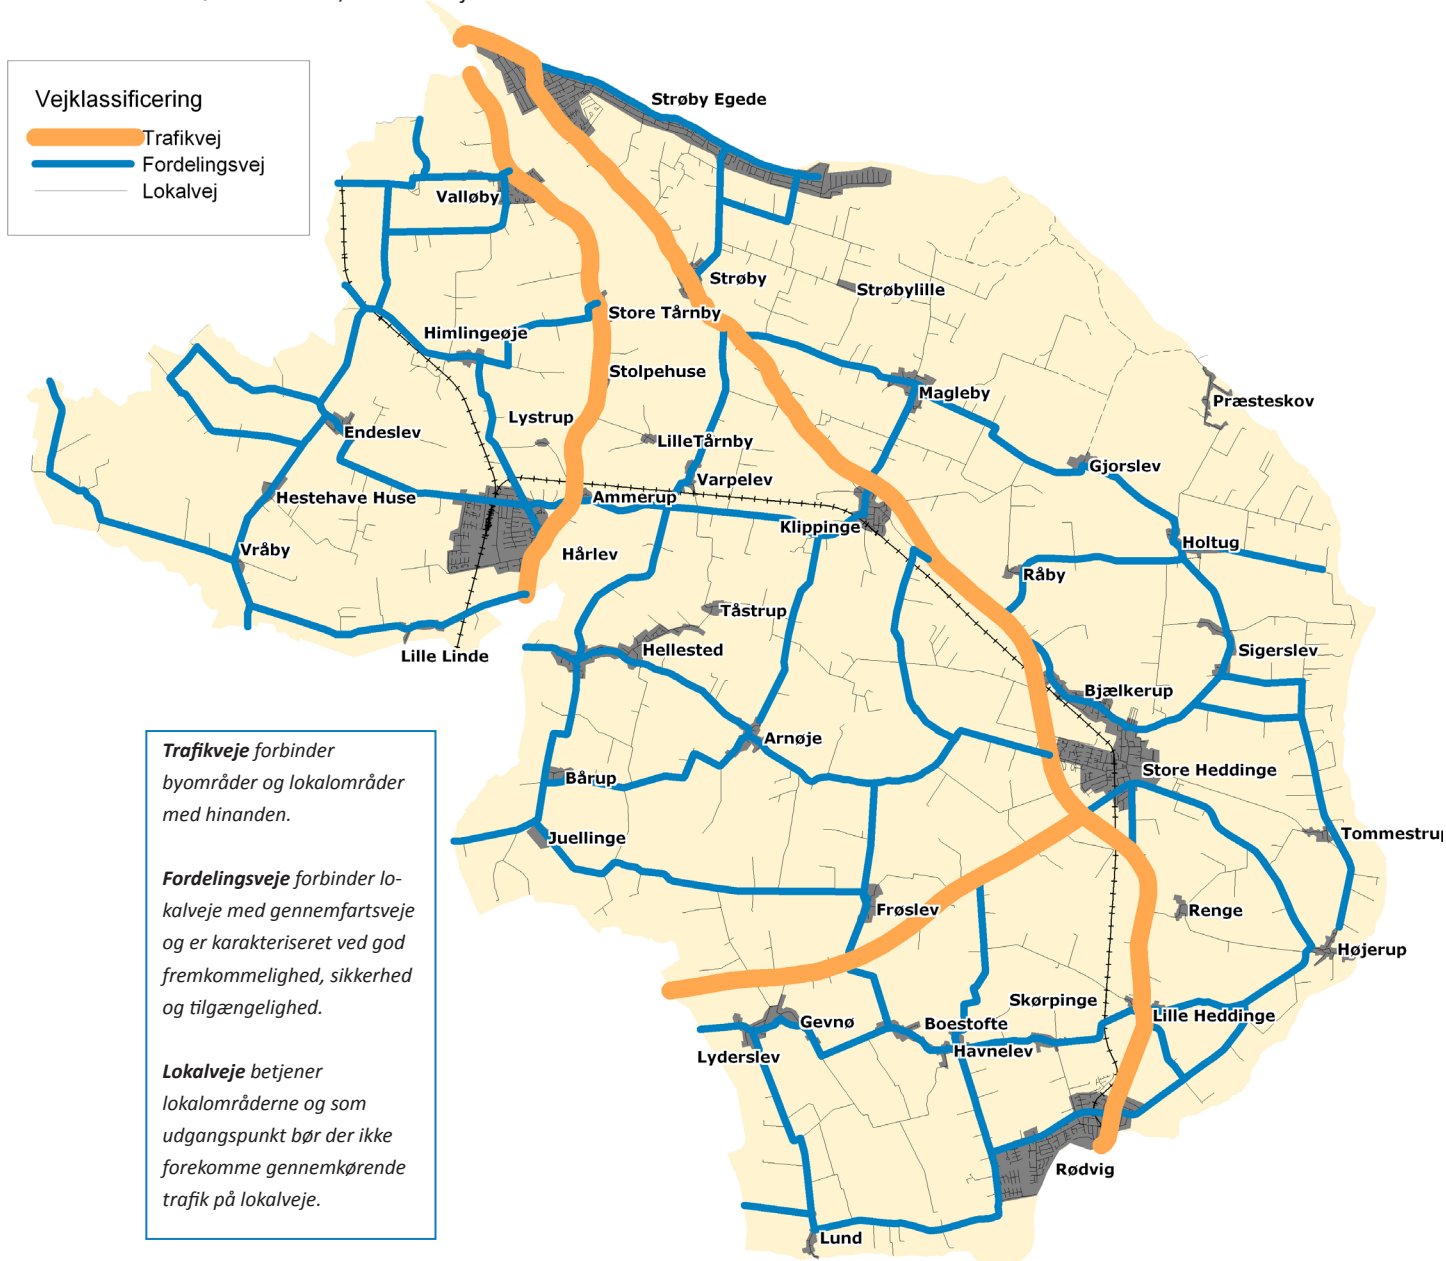 Vejklassificering
Trafikvej
Fordelingsvej
Lokalvej
Strøby Egede
Valløby
Strøby
Strøbylille
Store Tårnby
Himlingeøje
Stolpehuse
Magleby
Præsteskov
Lystrup
Endeslev
LilleTårnby
Gjorslev
Varpelev
Hestehave Huse
Ammerup
Klippinge
Vråby
Hårlev
Holtug
Råby
Tåstrup
Lille Linde
Hellested
Sigerslev
Bjælkerup
Arnøje
Store Heddinge
Bårup
Juellinge
Tommestrup
Frøslev
Renge
Højerup
Skørpinge
Gevnø
Boestofte
Lille Heddinge
Lyderslev
Havnelev
Rødvig
Lund
Trafikveje forbinder
byområder og lokalområder
med hinanden.
Fordelingsveje forbinder lo-
kalveje med gennemfartsveje
og er karakteriseret ved god
fremkommelighed, sikkerhed
og tilgængelighed.
Lokalveje betjener
lokalområderne og som
udgangspunkt bør der ikke
forekomme gennemkørende
trafik på lokalveje.